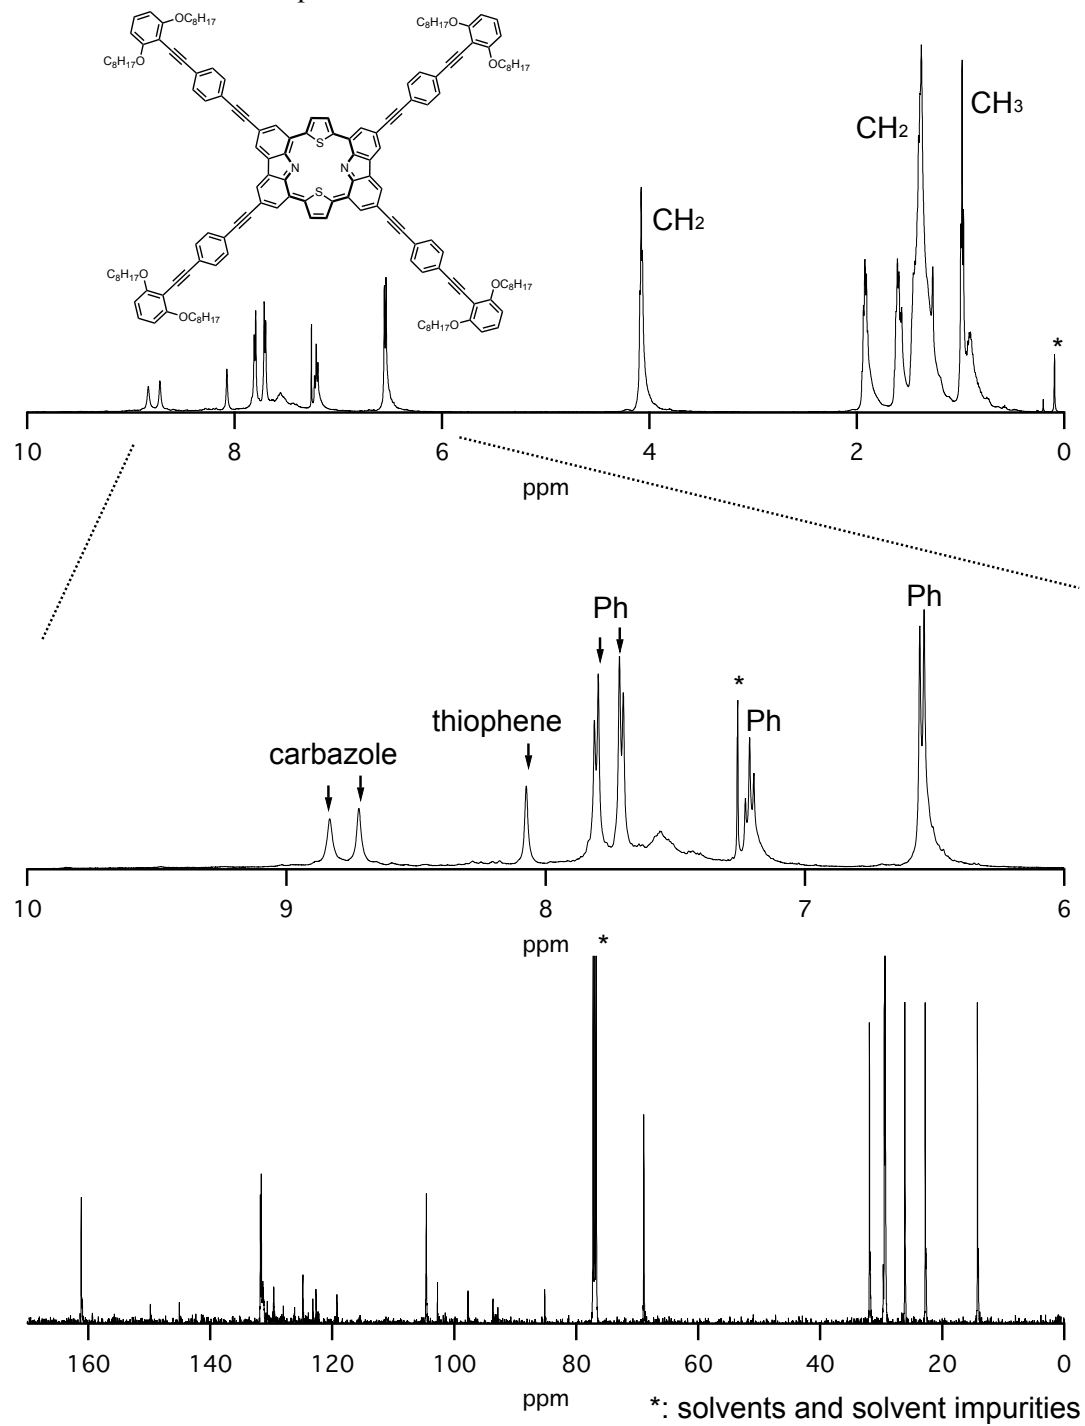 OC8H17
C8H17O
C8H17O
OC8H17
C8H17O
OC8H17
S
N
N
S
C8H17O
OC8H17
OC8H17
C8H17O
CH2
CH2
CH3
*
10 8 6 4 2 0
ppm
carbazole
thiophene
Ph
*
Ph
Ph
10 9 8 7 6
ppm
*
160 140 120 100 80 60 40 20 0
ppm
*: solvents and solvent impurities